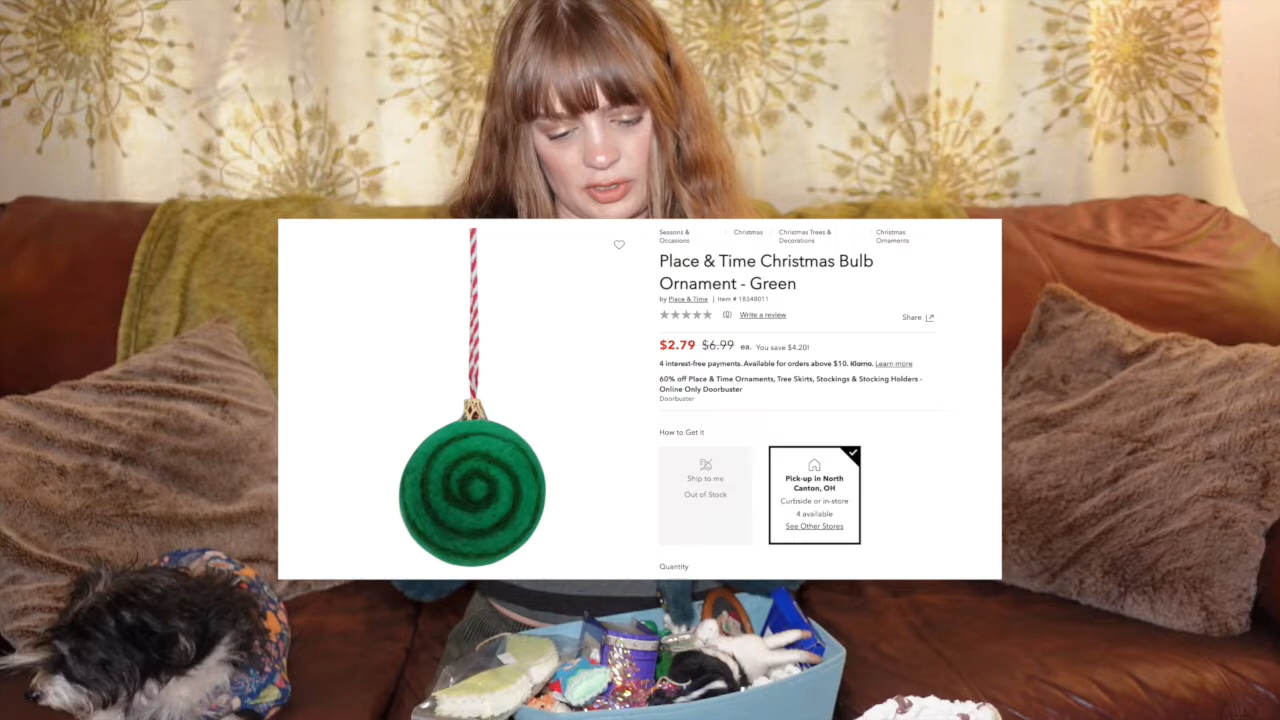 Seasons & Occasions
Christmas
Christmas Trees & Decorations
Christmas Ornaments
Place & Time Christmas Bulb
Ornament - Green
by Place & Time | Item # 18348011
(0) Write a review
Share
$2.79 $6.99 ea. You save $4.20!
4 interest-free payments. Available for orders above $10. Klarna. Learn more
60% off Place & Time Ornaments, Tree Skirts, Stockings & Stocking Holders -
Online Only Doorbuster
Doorbuster
How to Get It
Ship to me
Out of Stock
Pick-up in North
Canton, OH
Curbside or in-store
4 available
See Other Stores
Quantity